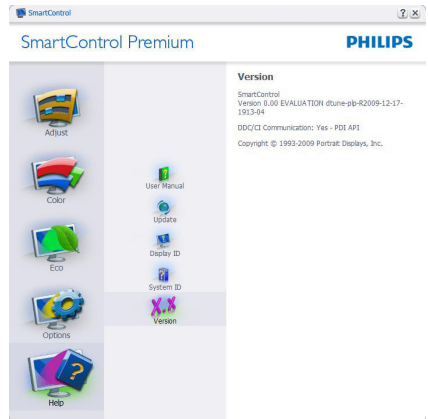 SmartControl
? ×
SmartControl Premium
PHILIPS
Adjust
Color
Eco
Options
Help
User Manual
Update
Display ID
System ID
X.X
Version
Version
SmartControl
Version 0.00 EVALUATION dtune-plp-R2009-12-17-
1913-04
DDC/CI Communication: Yes - PDI API
Copyright © 1993-2009 Portrait Displays, Inc.